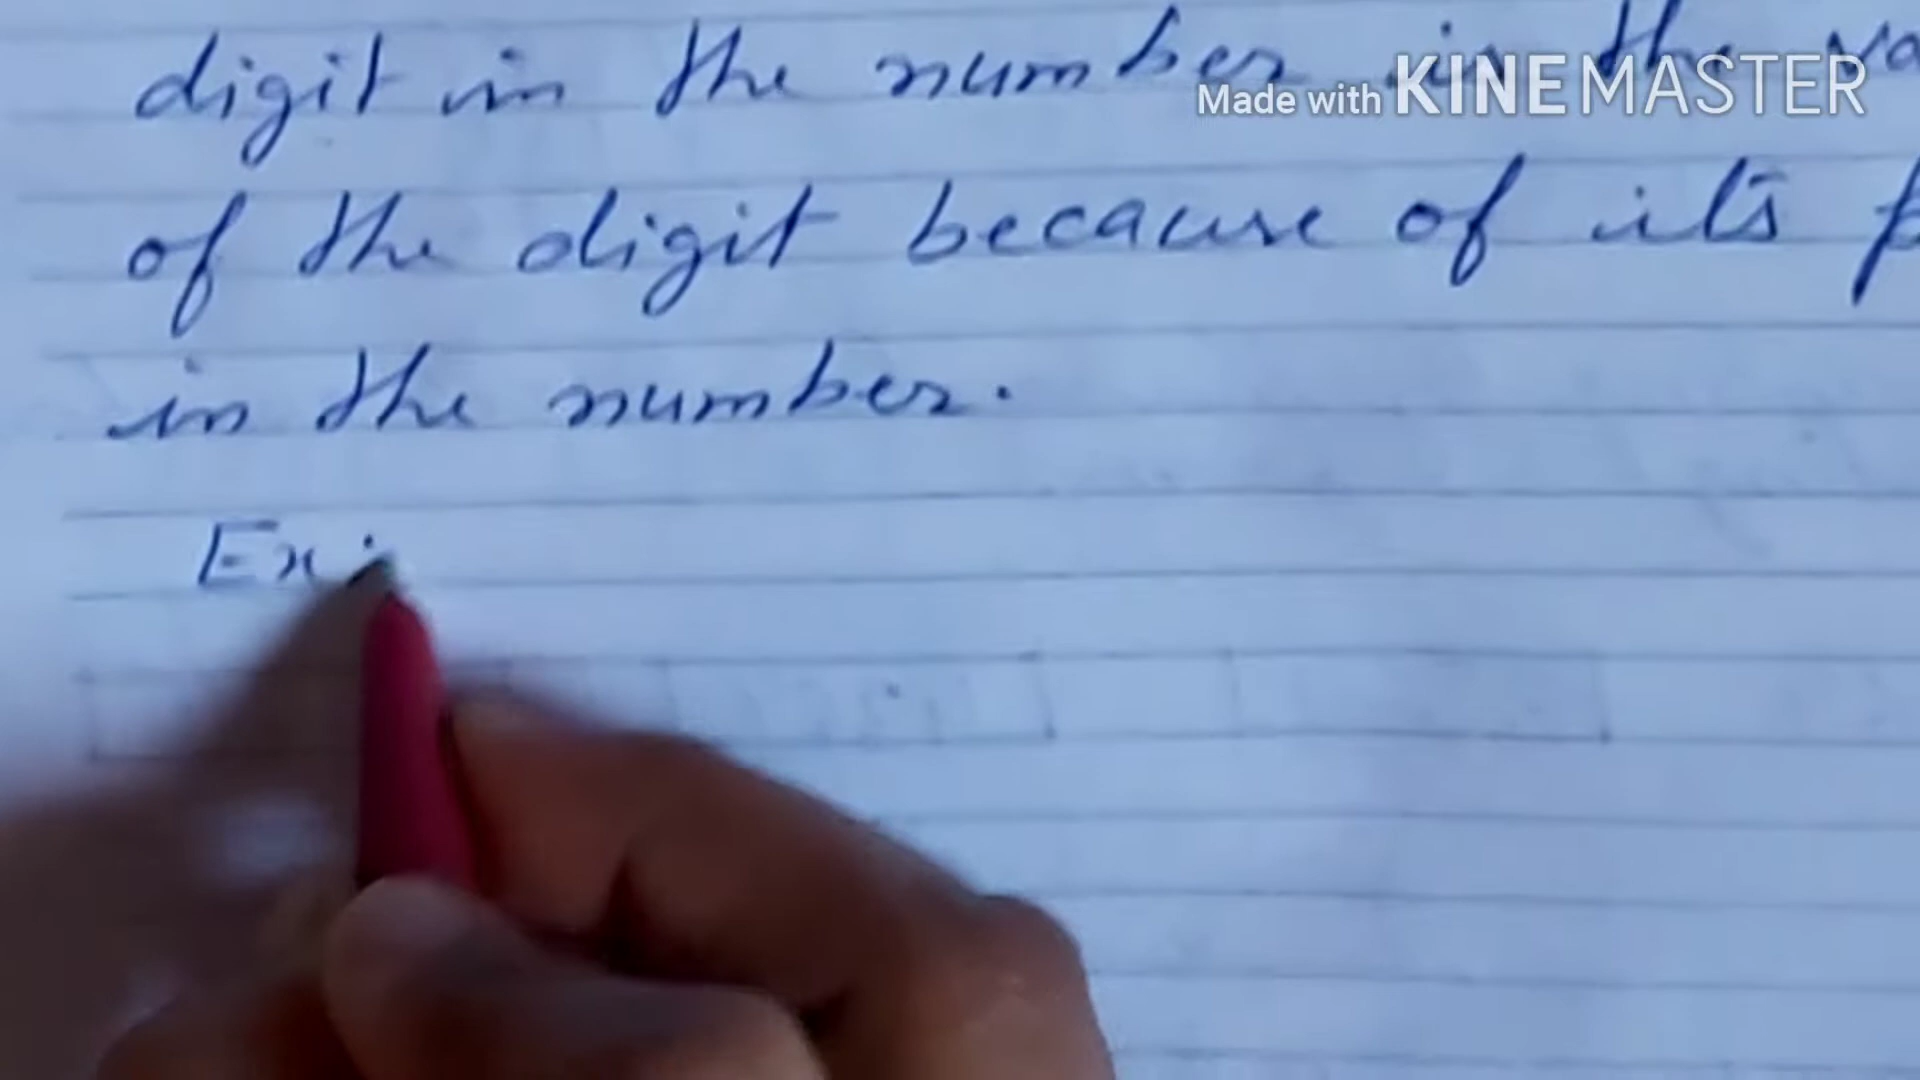 digit in the number is the va
Made with KINEMASTER
of the digit because of its p
in the number.
Ex: